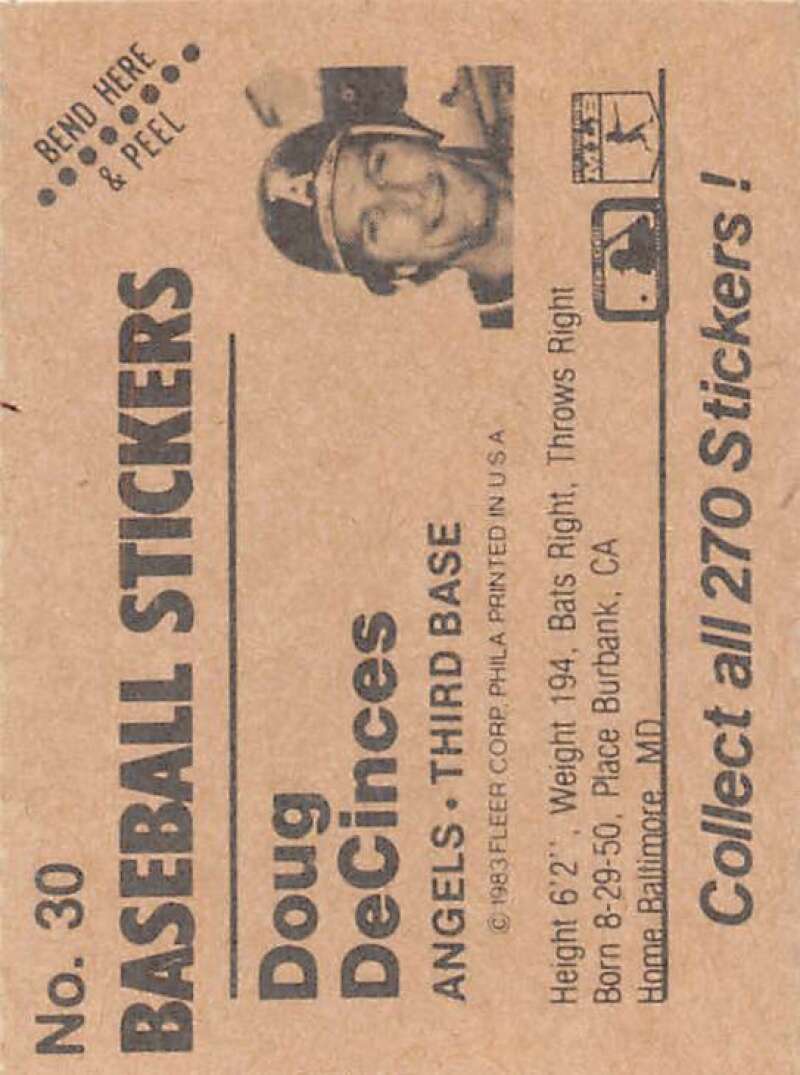 No. 30
BEND HERE
& PEEL
BASEBALL STICKERS
Doug
DeCinces
ANGELS • THIRD BASE
© 1983 FLEER CORP. PHILA PRINTED IN U S A
A
Height 6'2'', Weight 194, Bats Right, Throws Right
Born 8-29-50, Place Burbank, CA
Home Baltimore, MD
Collect all 270 Stickers !